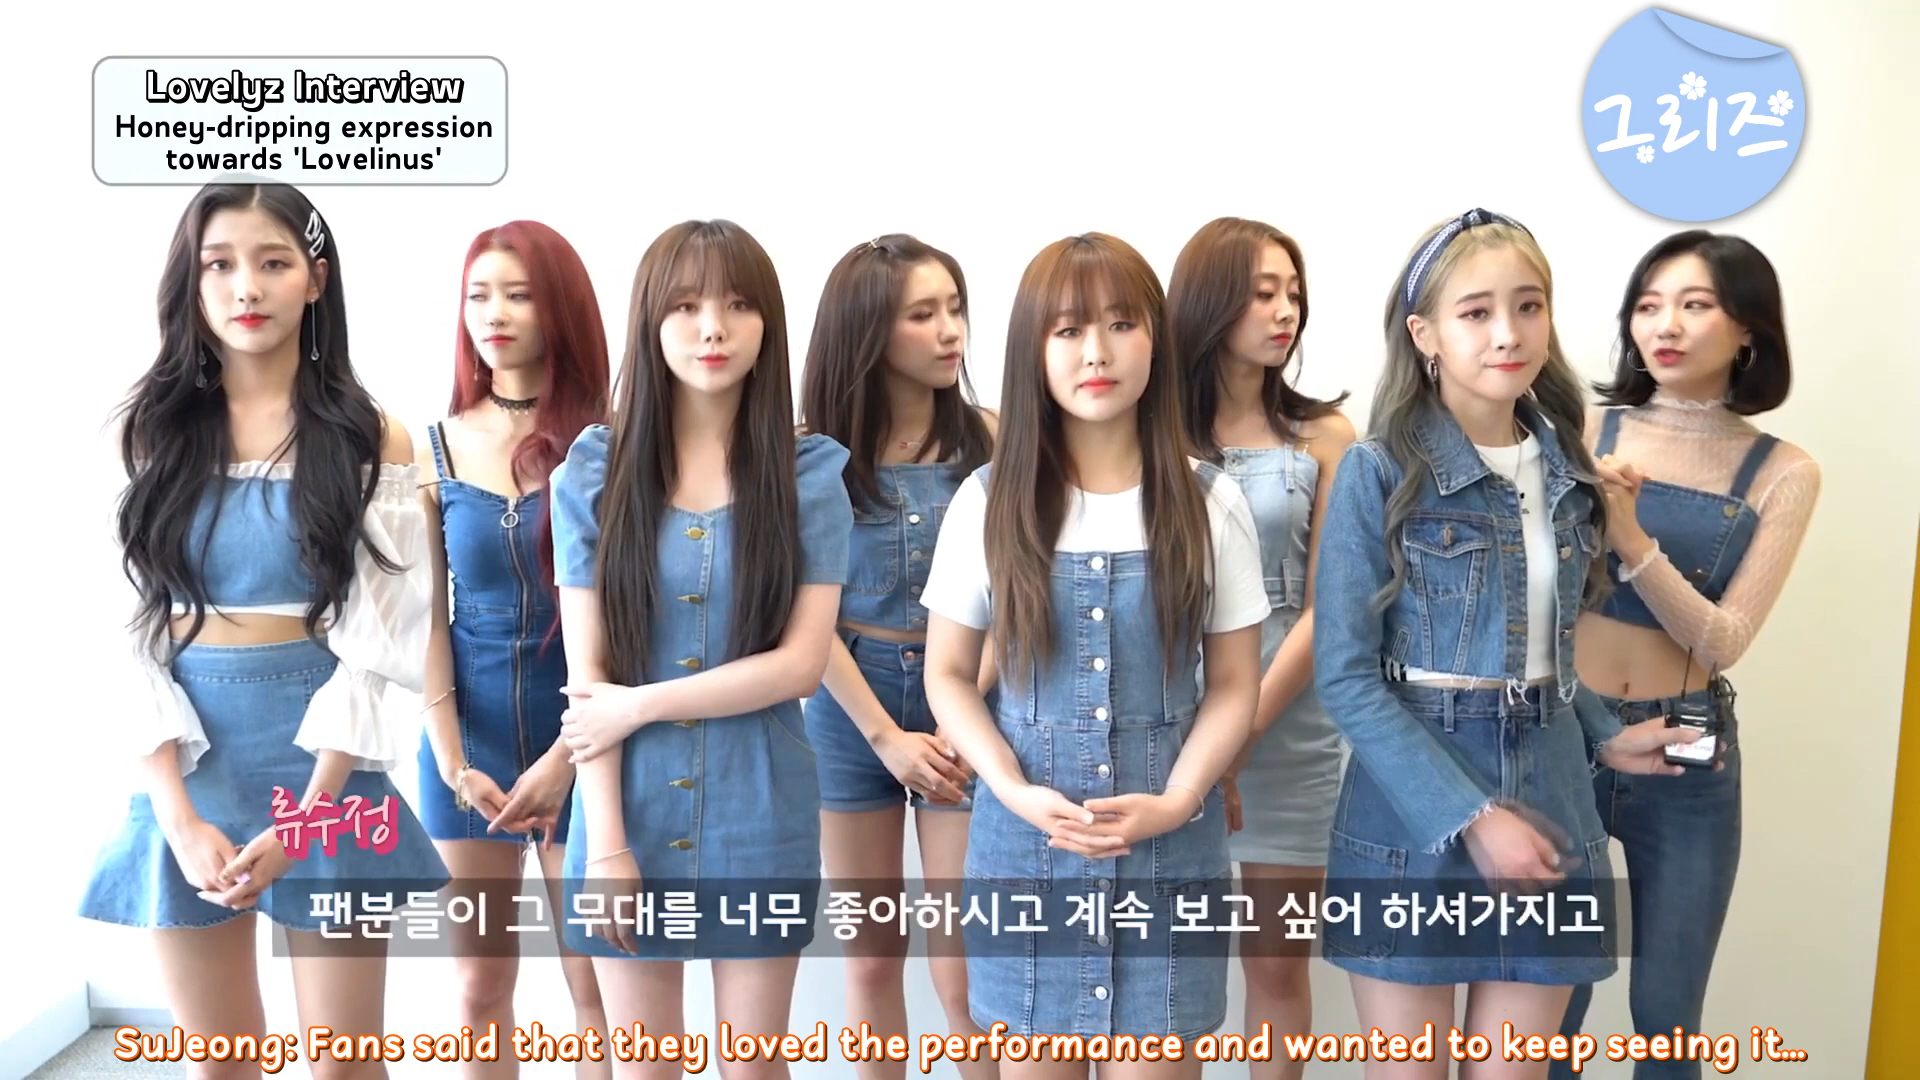 Lovelyz Interview
Honey-dripping expression
towards 'Lovelinus'
그리즈
류수정
팬분들이 그 무대를 너무 좋아하시고 계속 보고 싶어 하셔가지고
SuJeong: Fans said that they loved the performance and wanted to keep seeing it...